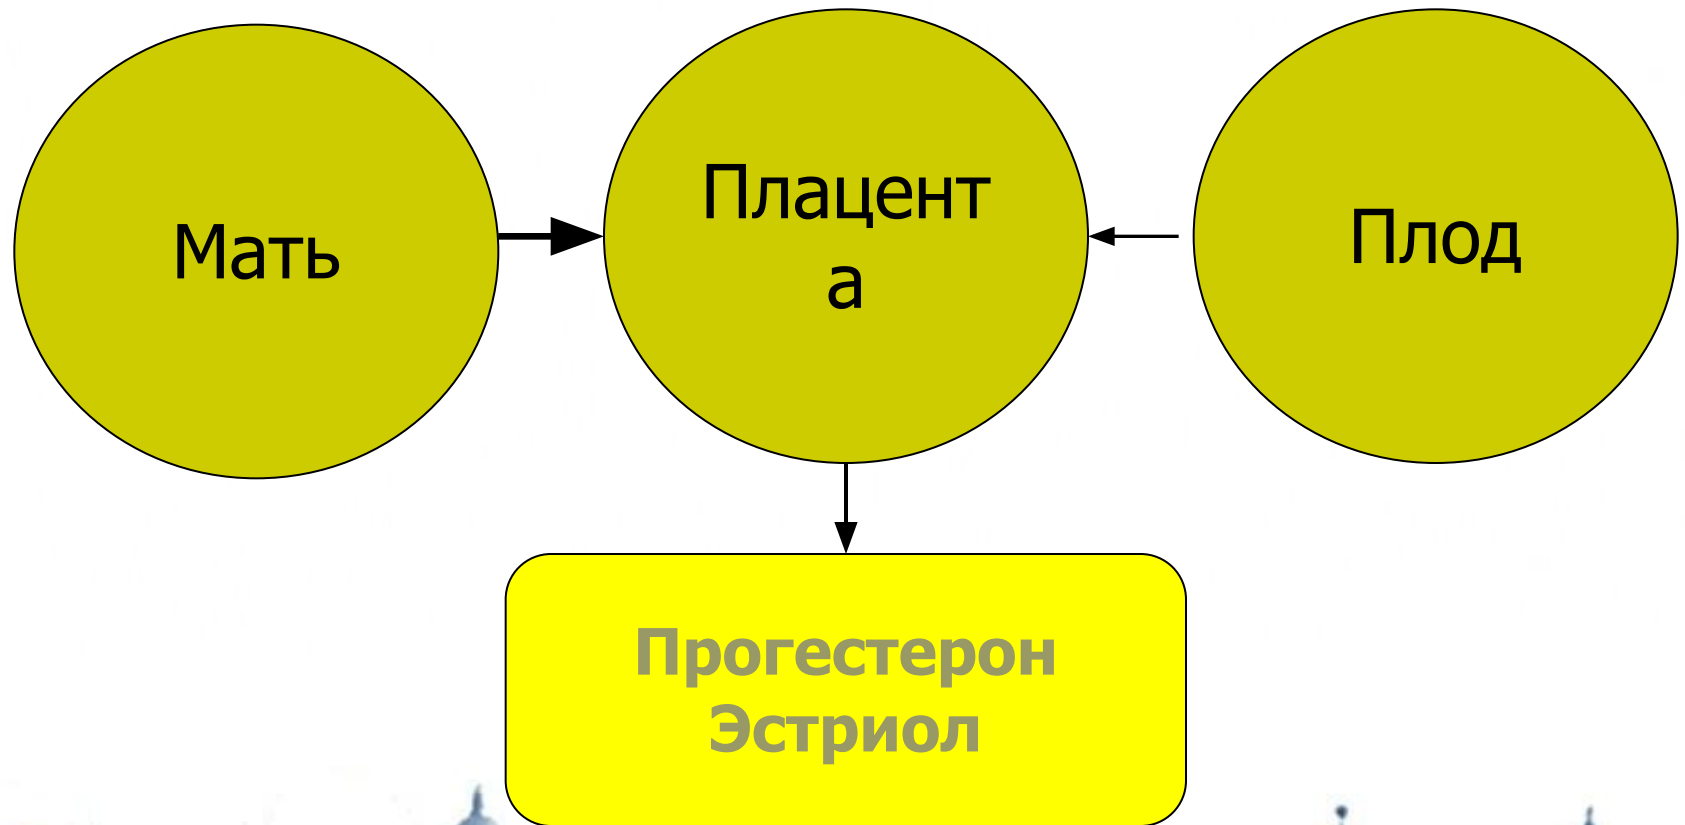 Мать
Плацент
а
Плод
Прогестерон
Эстриол